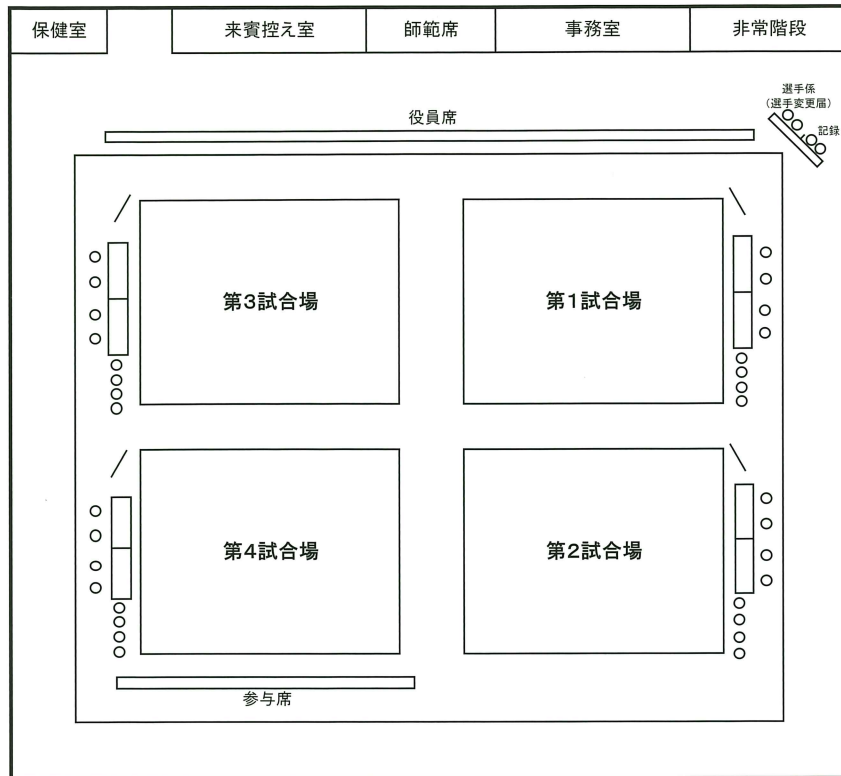 保健室
来賓控え室
師範席
事務室
非常階段
選手係
(選手変更届)
記録
役員席
第3試合場
第1試合場
第4試合場
第2試合場
参与席